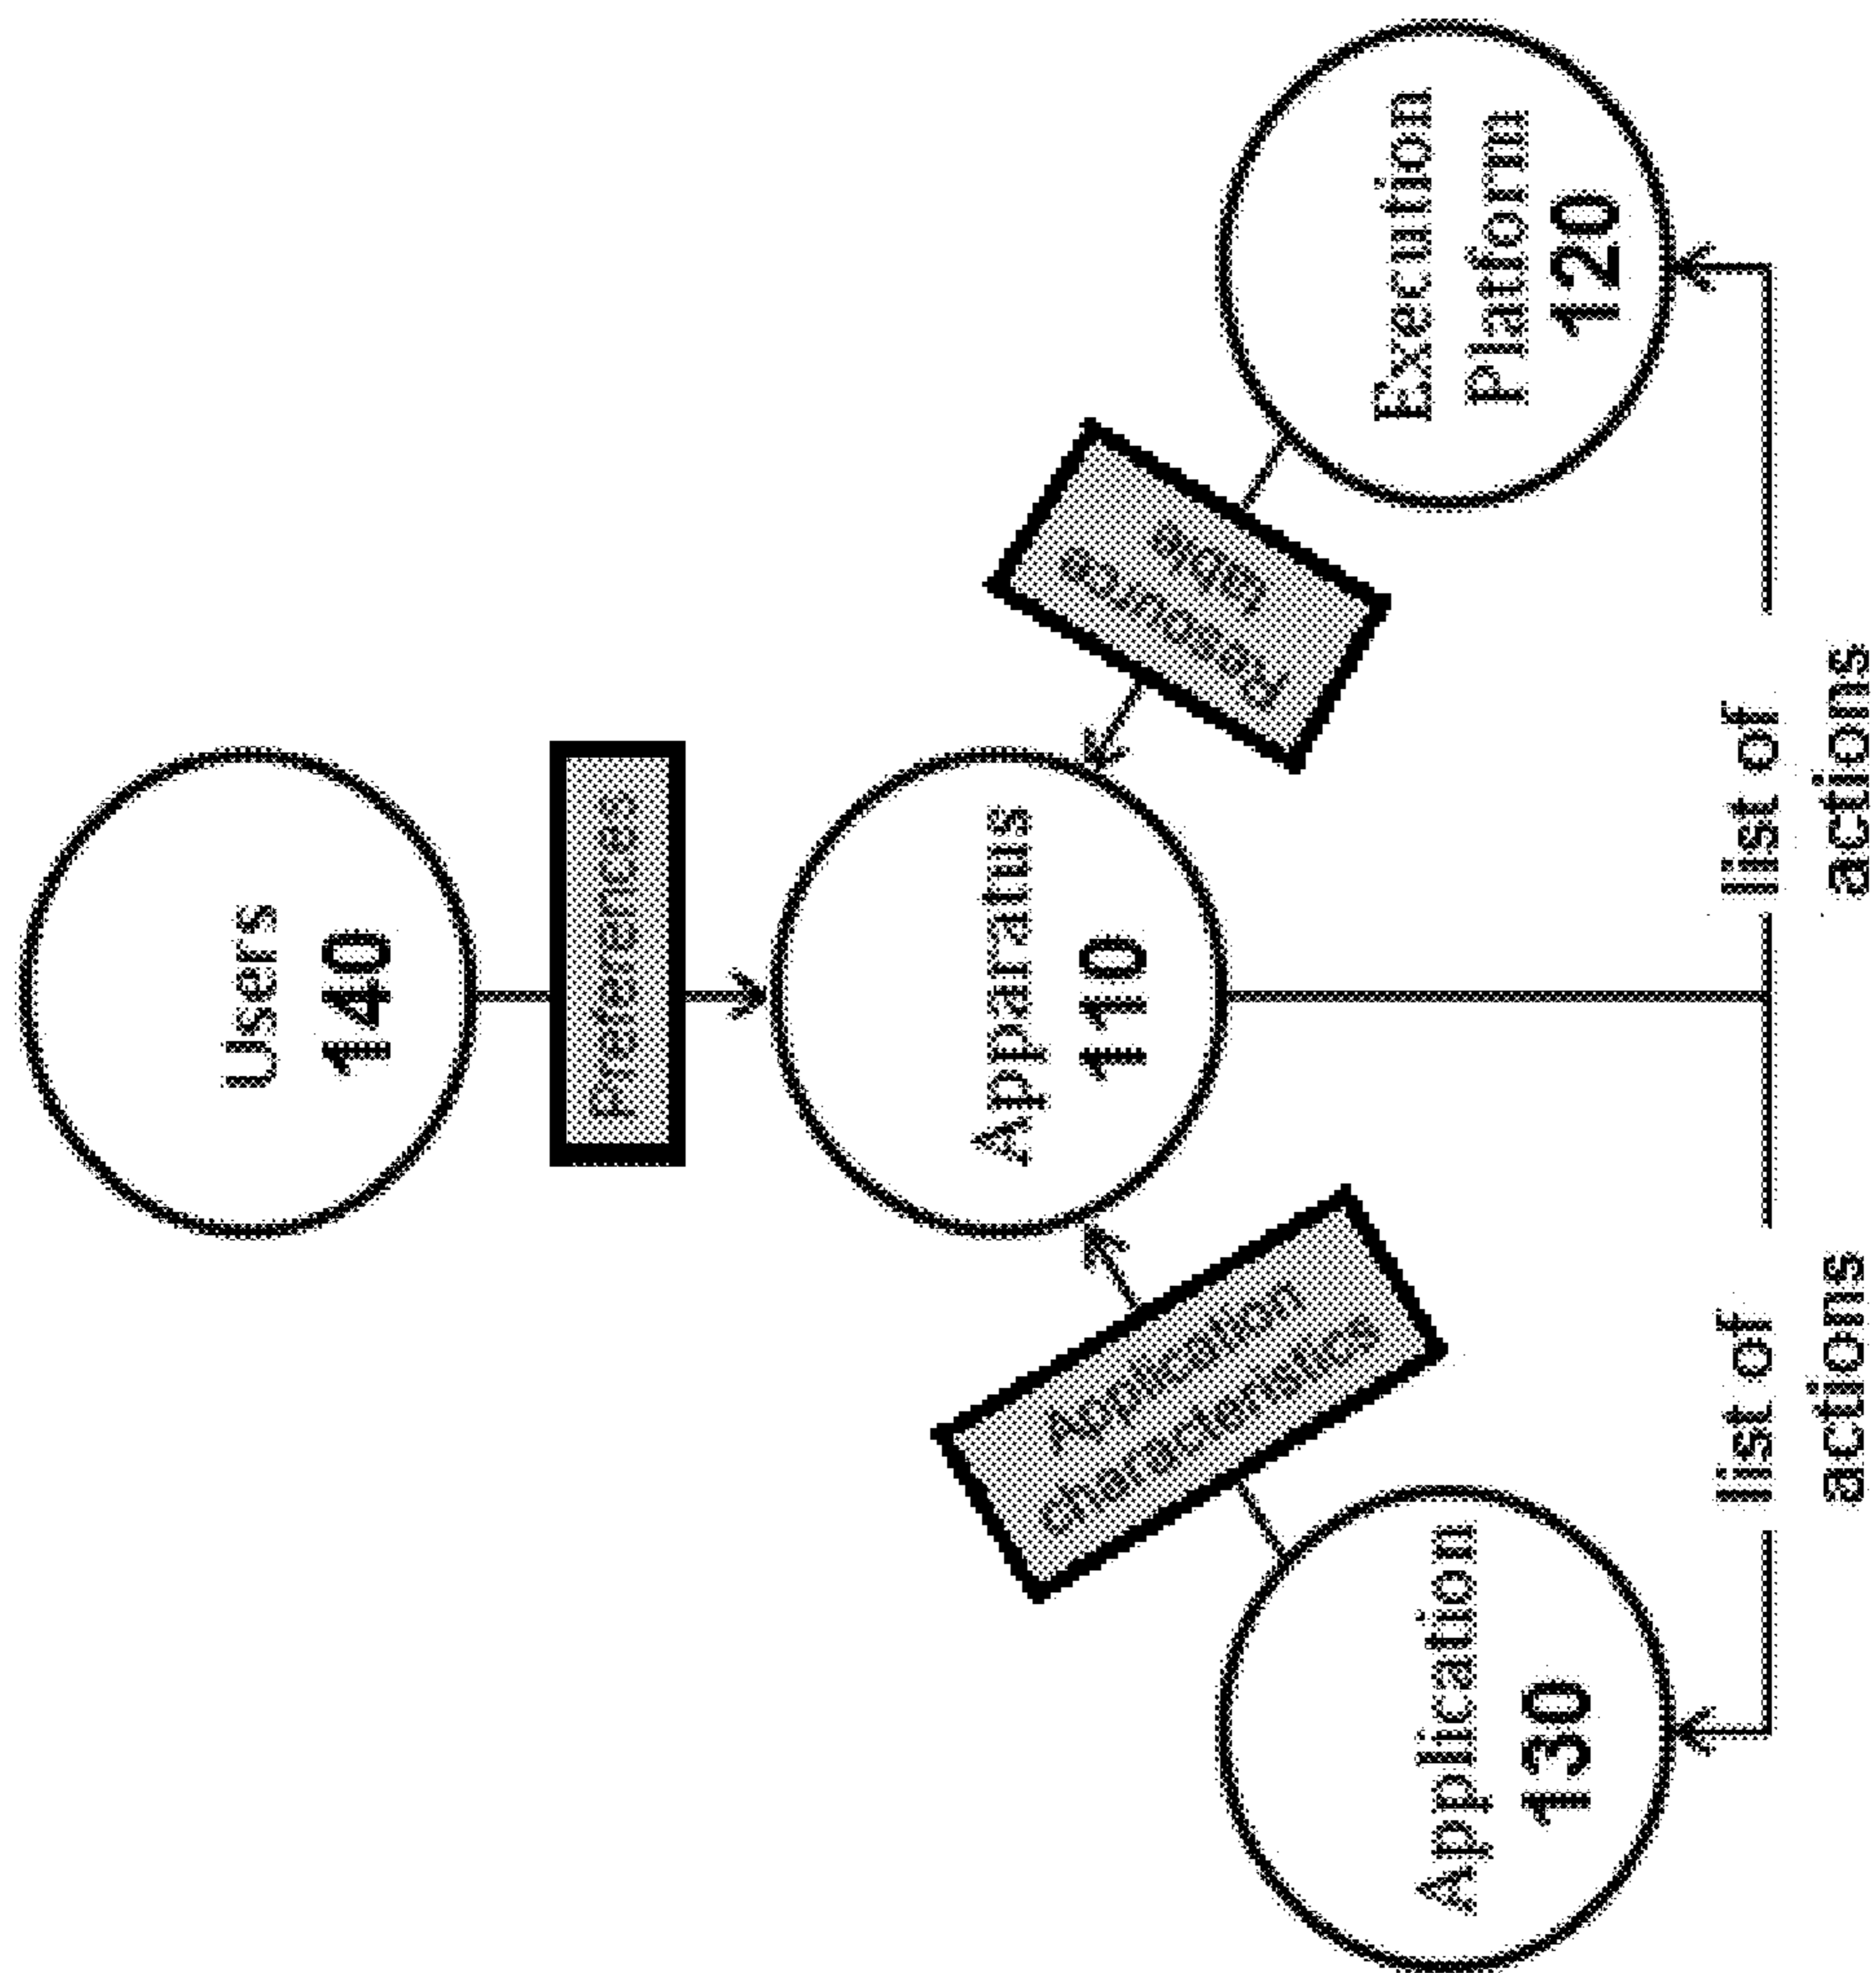 Users
140
Preferences
Apparatus
110
Application
characteristics
Resource
table
Application
130
Execution
Platform
120
list of
actions
list of
actions